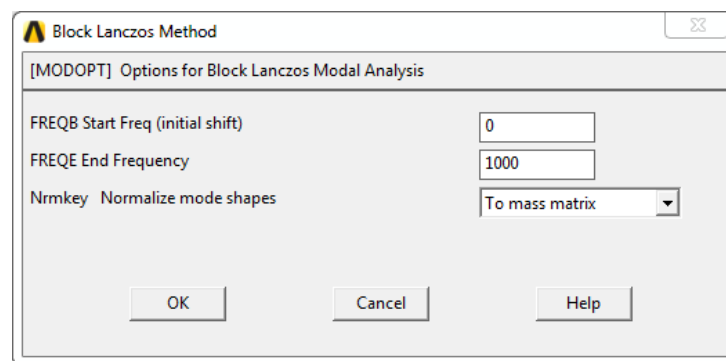 Block Lanczos Method
[MODOPT] Options for Block Lanczos Modal Analysis
FREQB Start Freq (initial shift) 0
FREQE End Frequency 1000
Nrmkey Normalize mode shapes To mass matrix
OK Cancel Help